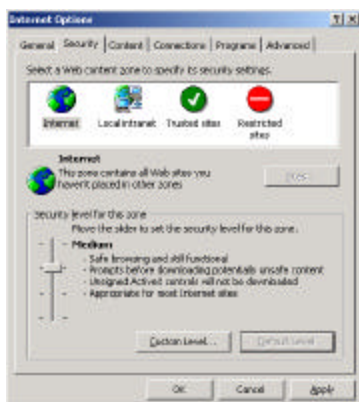 Internet Options
General Security Content Connections Programs Advanced
Select a Web content zone to specify its security settings.
Internet Local intranet Trusted sites Restricted sites
Internet
This zone contains all Web sites you
haven't placed in other zones
Sites...
Security level for this zone
Move the slider to set the security level for this zone.
Medium
- Safe browsing and still functional
- Prompts before downloading potentially unsafe content
- Unsigned ActiveX controls will not be downloaded
- Appropriate for most Internet sites
Custom Level... Default Level
OK Cancel Apply